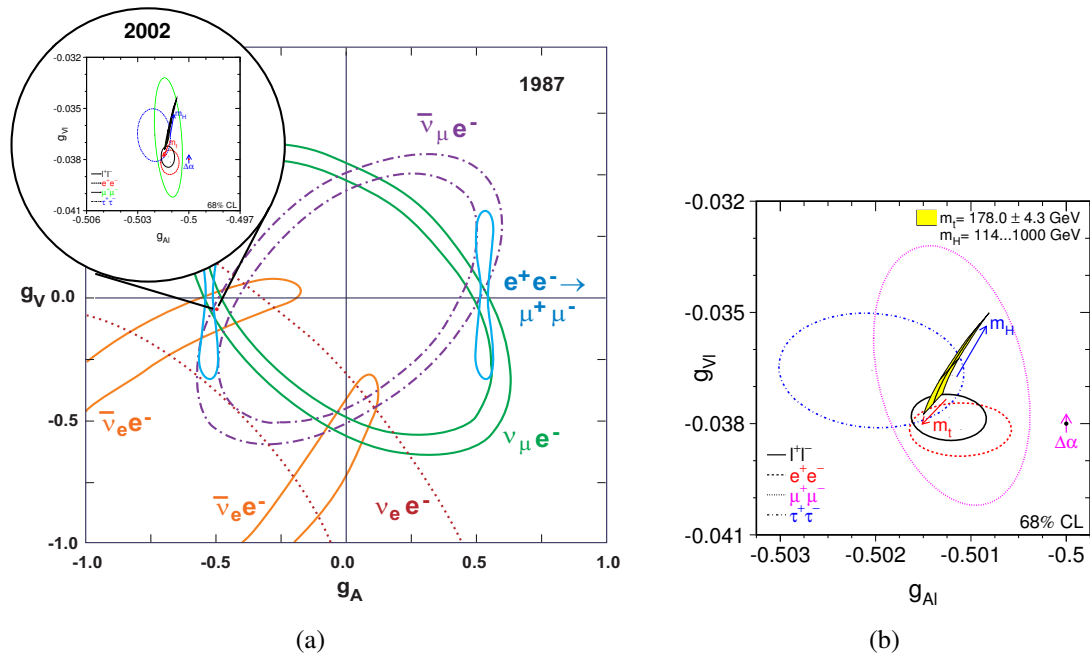 2002
-0.032
-0.035
-0.038
-0.041
g_Vl
m_H
m_t
Δα
l⁺l⁻
e⁺e⁻
μ⁺μ⁻
τ⁺τ⁻
68% CL
-0.506 -0.503 -0.5 -0.497
g_Al
1987
ν̅_μ e⁻
e⁺e⁻ →
μ⁺ μ⁻
g_V 0.0
ν̅_e e⁻
-0.5
ν_μ e⁻
ν̅_e e⁻
ν_e e⁻
-1.0
-1.0 -0.5 0.0 0.5 1.0
g_A
(a)
m_t= 178.0 ± 4.3 GeV
m_H= 114...1000 GeV
-0.032
-0.035
-0.038
-0.041
g_Vl
m_H
m_t
Δα
l⁺l⁻
e⁺e⁻
μ⁺μ⁻
τ⁺τ⁻
68% CL
-0.503 -0.502 -0.501 -0.5
g_Al
(b)